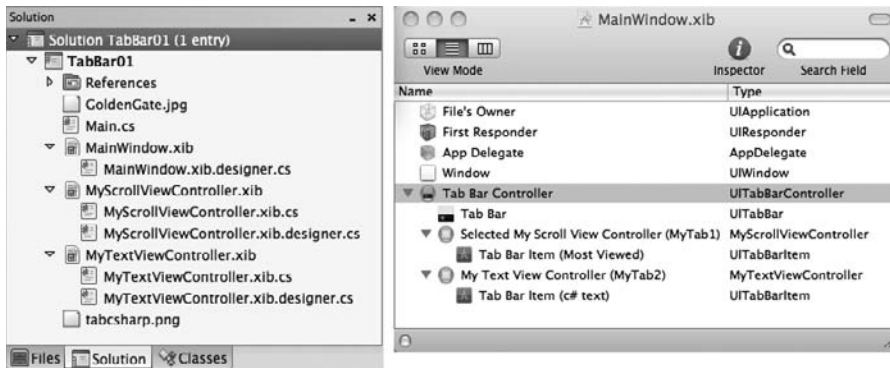 Solution
Solution TabBar01 (1 entry)
TabBar01
References
GoldenGate.jpg
Main.cs
MainWindow.xib
MainWindow.xib.designer.cs
MyScrollViewController.xib
MyScrollViewController.xib.cs
MyScrollViewController.xib.designer.cs
MyTextViewController.xib
MyTextViewController.xib.cs
MyTextViewController.xib.designer.cs
tabcsharp.png
Files Solution Classes
MainWindow.xib
View Mode Inspector Search Field
Name Type
File's Owner UIApplication
First Responder UIResponder
App Delegate AppDelegate
Window UIWindow
Tab Bar Controller UITabBarController
Tab Bar UITabBar
Selected My Scroll View Controller (MyTab1) MyScrollViewController
Tab Bar Item (Most Viewed) UITabBarItem
My Text View Controller (MyTab2) MyTextViewController
Tab Bar Item (c# text) UITabBarItem